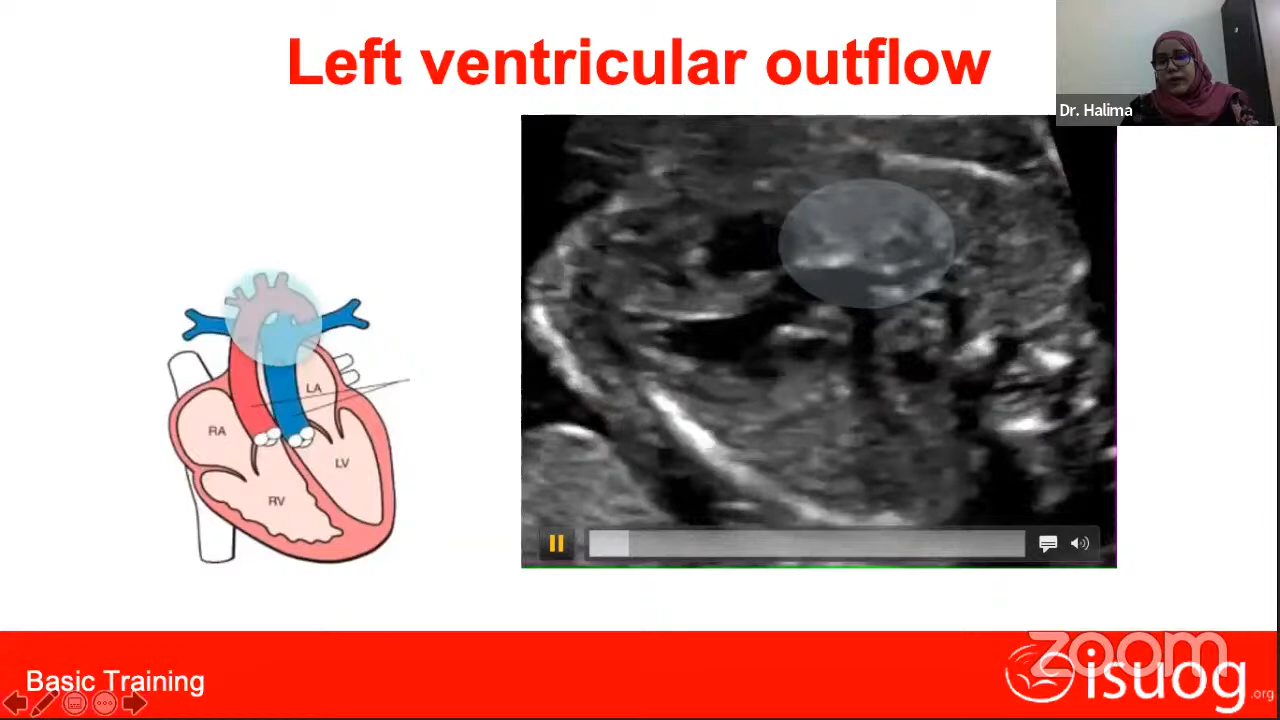 Left ventricular outflow
Dr. Halima
LA
RA
LV
RV
Basic Training
zoom
isuog
.org